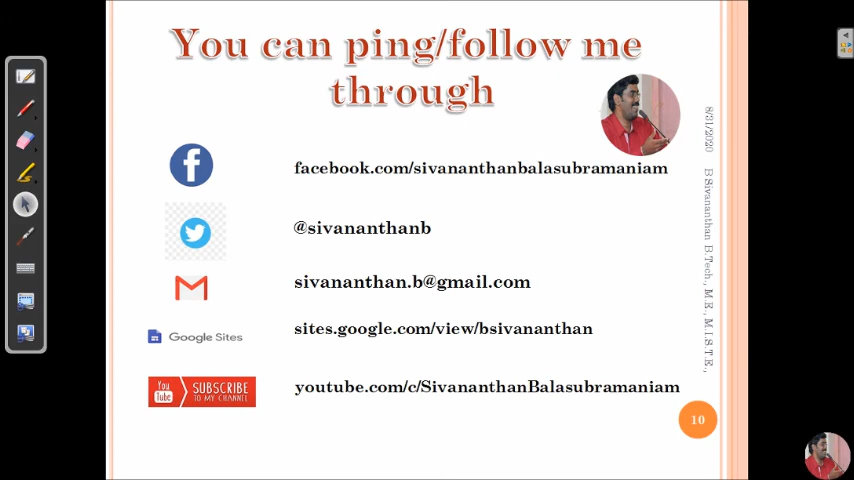 You can ping/follow me
through
facebook.com/sivananthanbalasubramaniam
@sivananthanb
sivananthan.b@gmail.com
Google Sites
sites.google.com/view/bsivananthan
You
Tube
SUBSCRIBE
TO MY CHANNEL
youtube.com/c/SivananthanBalasubramaniam
8/31/2020
B Sivananthan B.Tech., M.E., M.I.S.T.E.,
10